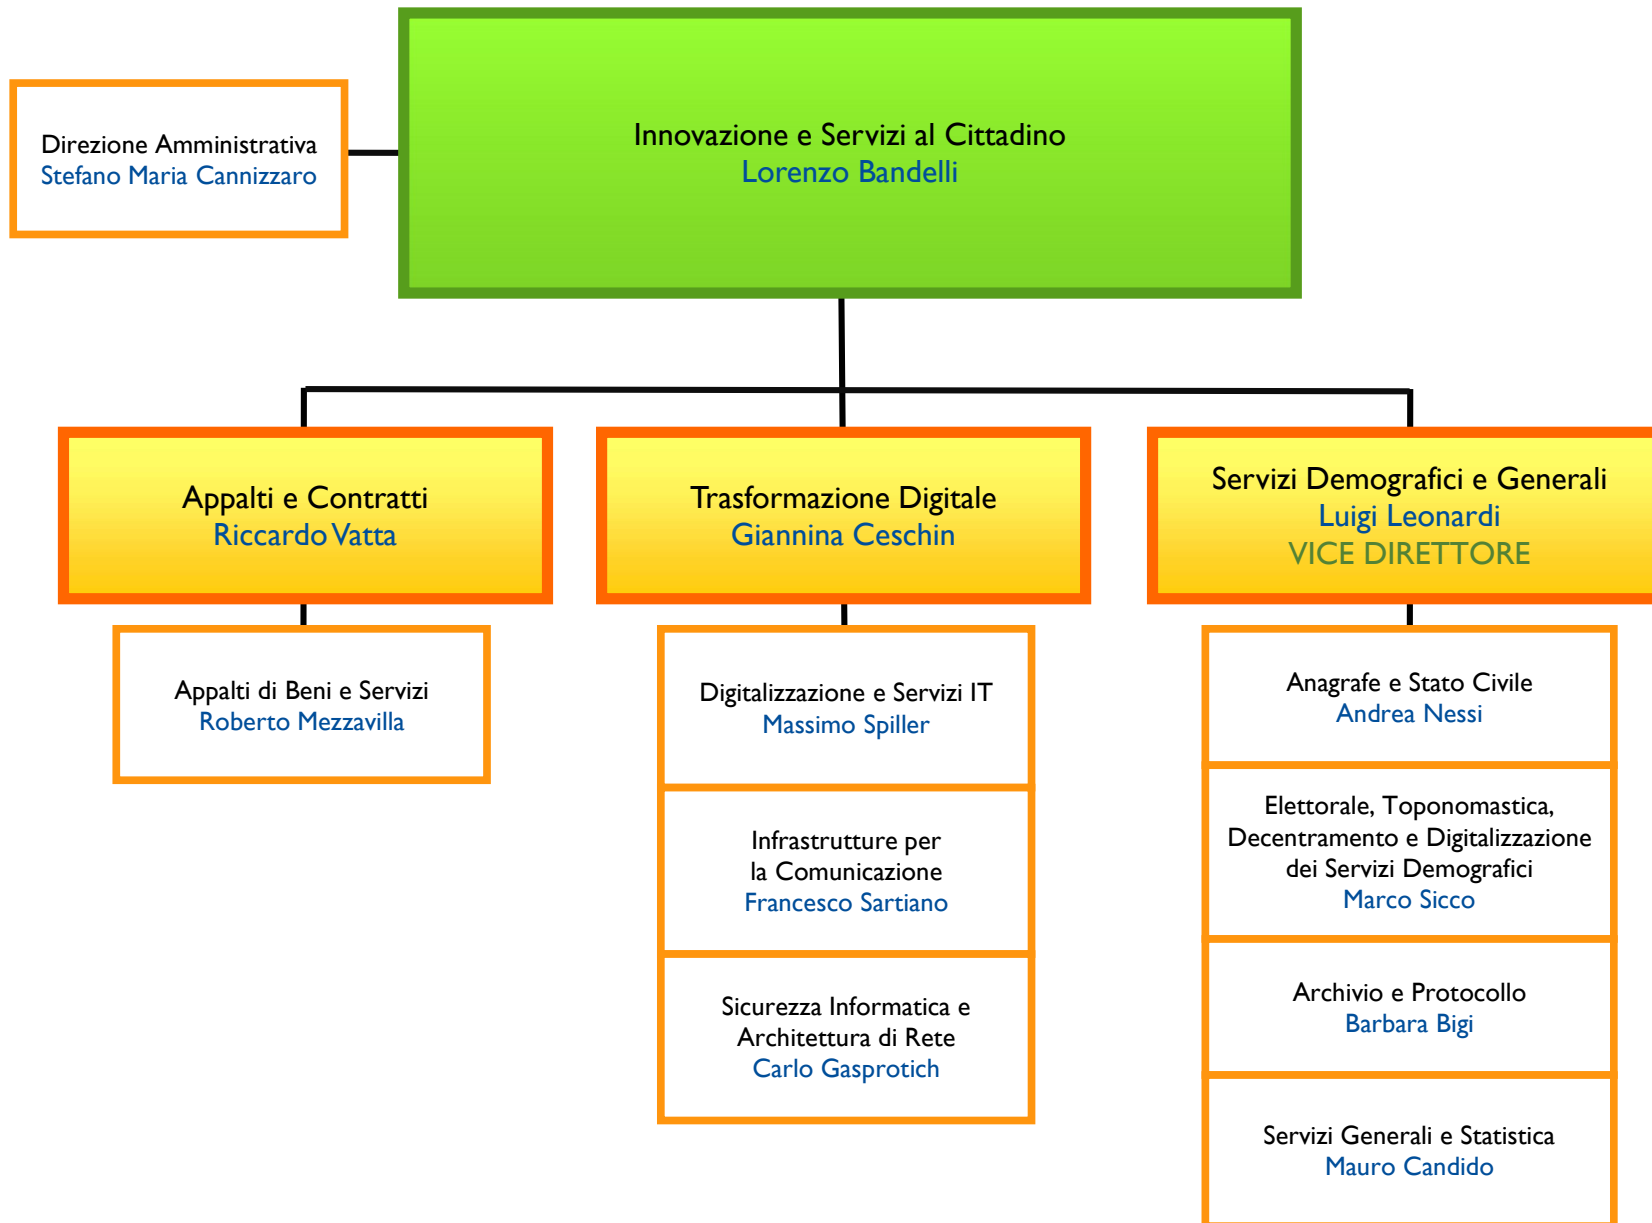 Direzione Amministrativa
Stefano Maria Cannizzaro
Innovazione e Servizi al Cittadino
Lorenzo Bandelli
Appalti e Contratti
Riccardo Vatta
Trasformazione Digitale
Giannina Ceschin
Servizi Demografici e Generali
Luigi Leonardi
VICE DIRETTORE
Appalti di Beni e Servizi
Roberto Mezzavilla
Digitalizzazione e Servizi IT
Massimo Spiller
Infrastrutture per
la Comunicazione
Francesco Sartiano
Sicurezza Informatica e
Architettura di Rete
Carlo Gasprotich
Anagrafe e Stato Civile
Andrea Nessi
Elettorale, Toponomastica,
Decentramento e Digitalizzazione
dei Servizi Demografici
Marco Sicco
Archivio e Protocollo
Barbara Bigi
Servizi Generali e Statistica
Mauro Candido